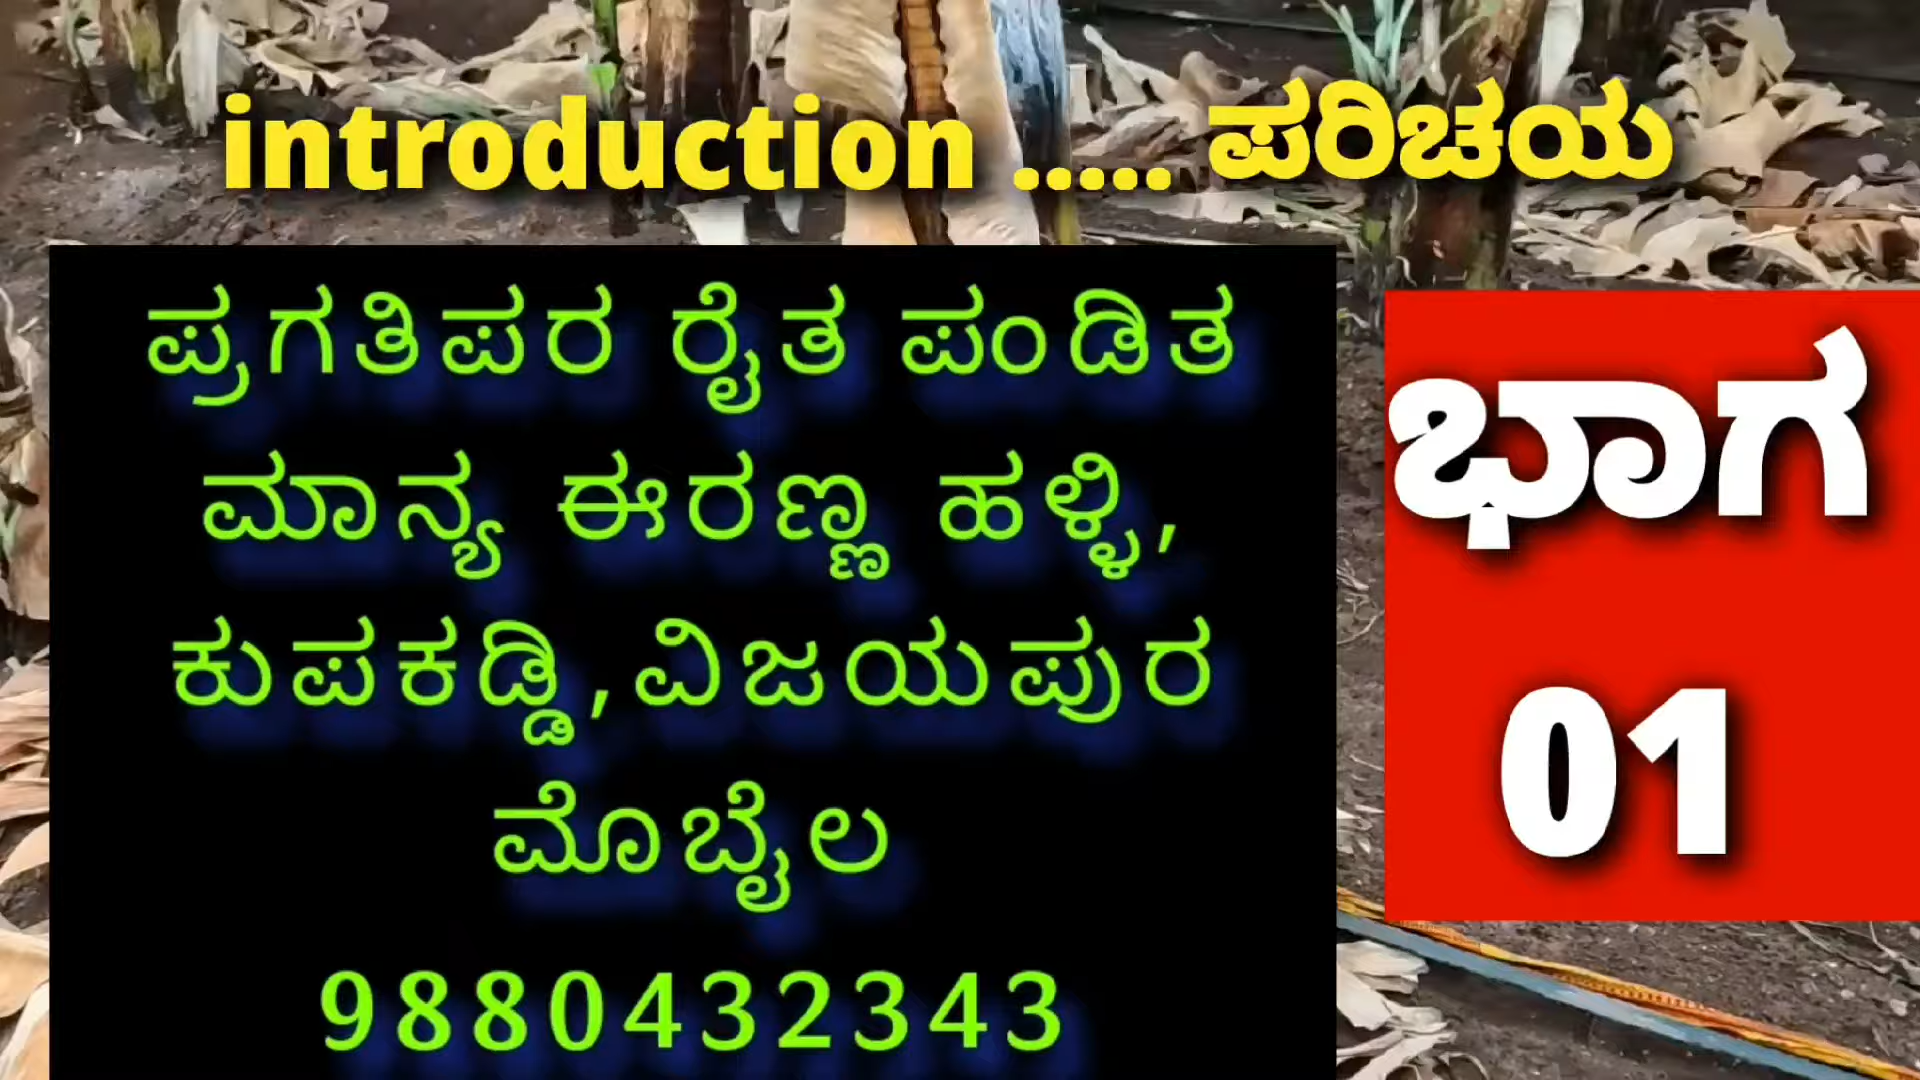 introduction ..... ಪರಿಚಯ
ಪ್ರಗತಿಪರ ರೈತ ಪಂಡಿತ
ಮಾನ್ಯ ಈರಣ್ಣ ಹಳ್ಳಿ,
ಕುಪಕಡ್ಡಿ,ವಿಜಯಪುರ
ಮೊಬೈಲ
9880432343
ಭಾಗ
01